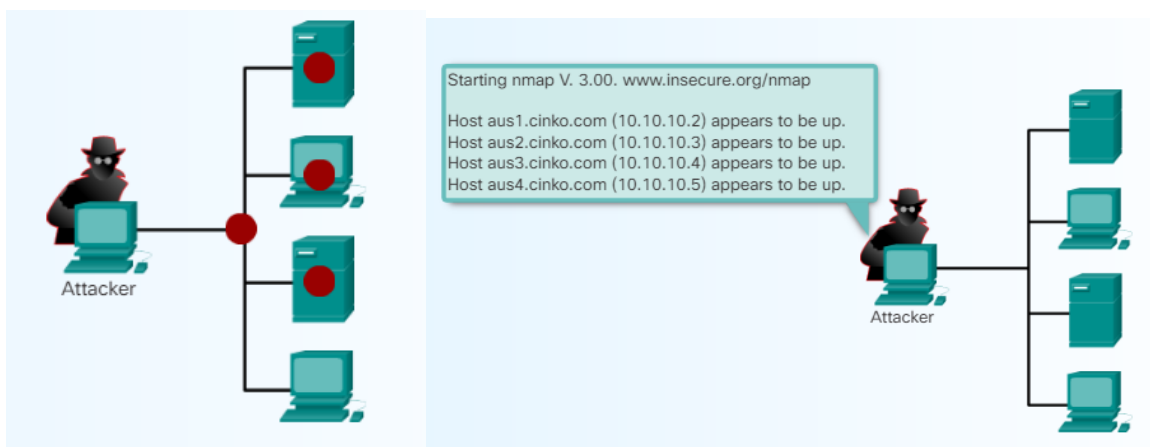 Attacker
Starting nmap V. 3.00. www.insecure.org/nmap
Host aus1.cinko.com (10.10.10.2) appears to be up.
Host aus2.cinko.com (10.10.10.3) appears to be up.
Host aus3.cinko.com (10.10.10.4) appears to be up.
Host aus4.cinko.com (10.10.10.5) appears to be up.
Attacker